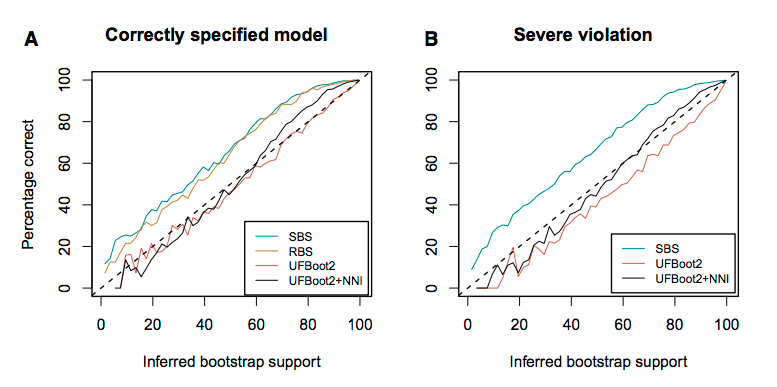 A
Correctly specified model
Percentage correct
0
20
40
60
80
100
SBS
RBS
UFBoot2
UFBoot2+NNI
0 20 40 60 80 100
Inferred bootstrap support
B
Severe violation
0
20
40
60
80
100
SBS
UFBoot2
UFBoot2+NNI
0 20 40 60 80 100
Inferred bootstrap support